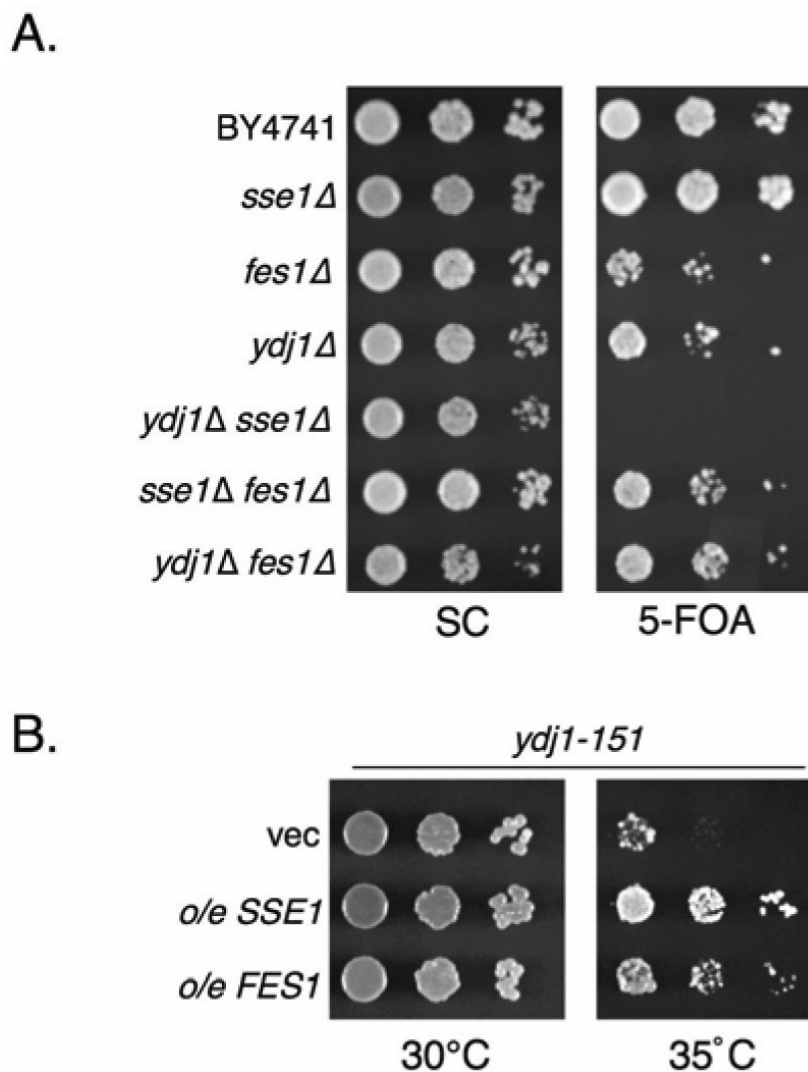 A.
BY4741
sse1Δ
fes1Δ
ydj1Δ
ydj1Δ sse1Δ
sse1Δ fes1Δ
ydj1Δ fes1Δ
SC 5-FOA
B.
ydj1-151
vec
o/e SSE1
o/e FES1
30°C 35°C